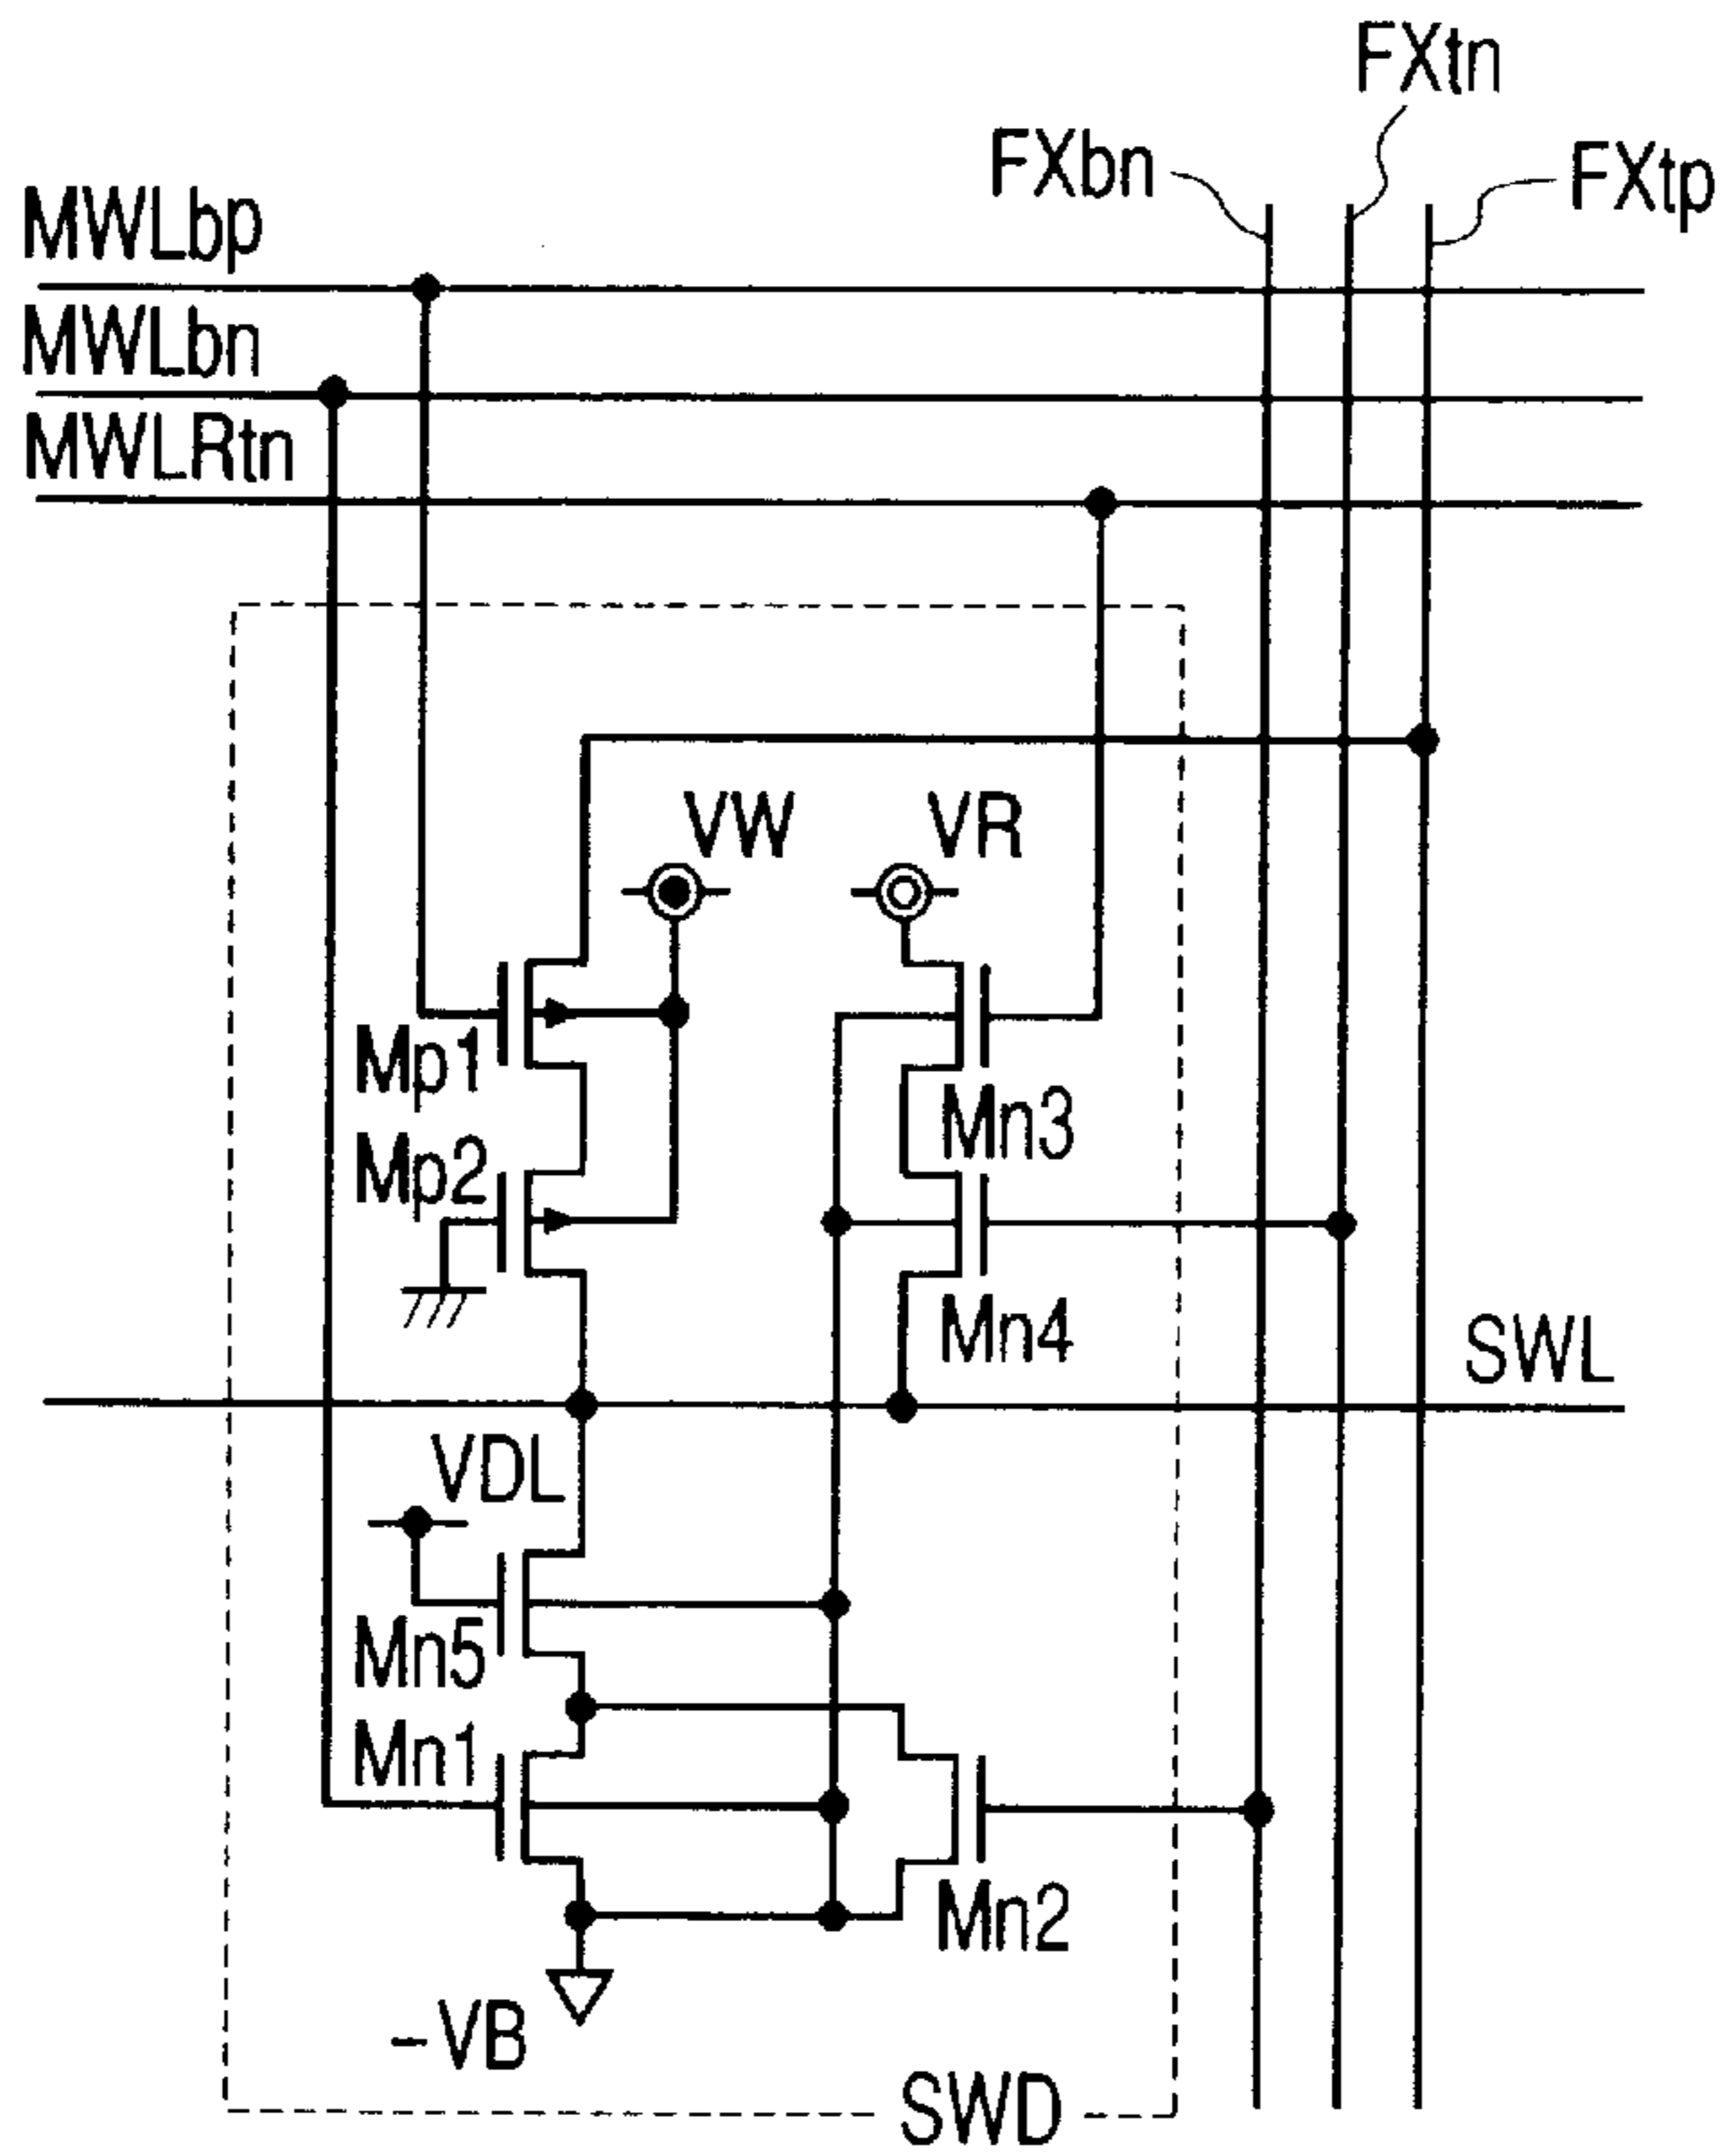 FXtn
FXbn
FXtp
MWLbp
MWLbn
MWLRtn
VW
VR
Mp1
Mn3
Mp2
Mn4
SWL
VDL
Mn5
Mn1
Mn2
-VB
SWD